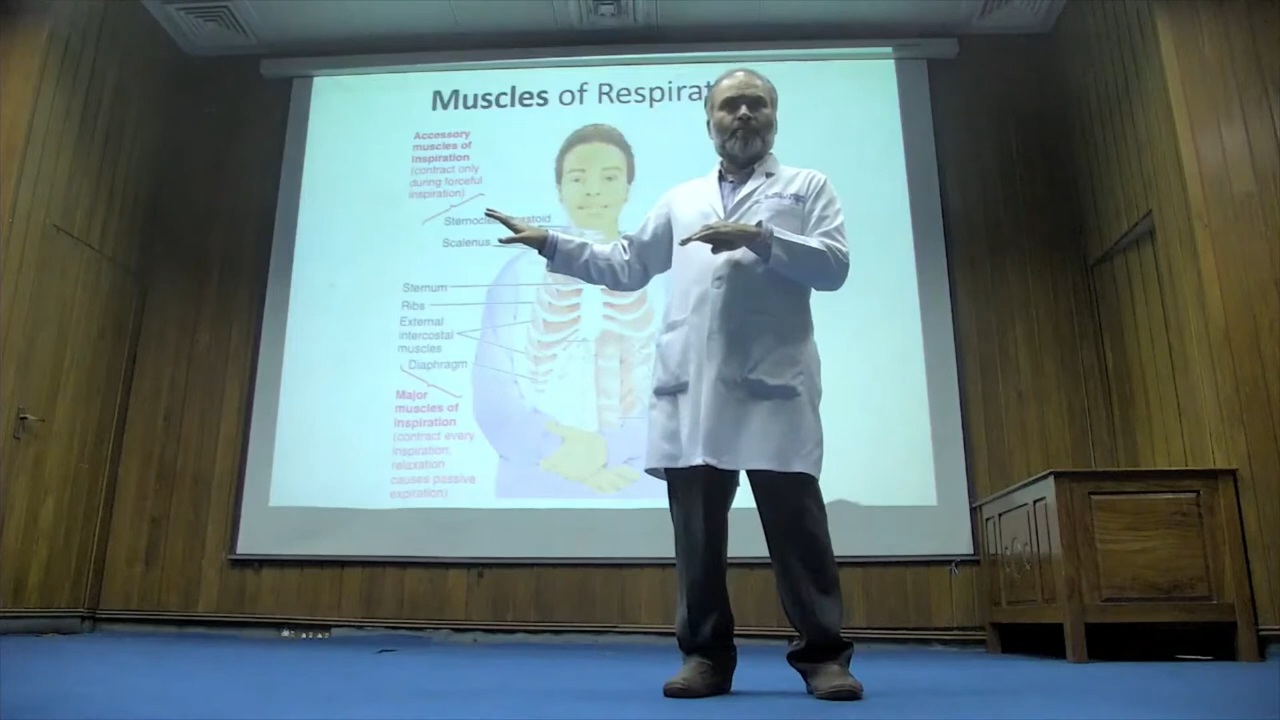 Muscles of Respirat
Accessory
muscles of
inspiration
(contract only
during forceful
inspiration)
Scalenus
Sternum
Ribs
External
intercostal
muscles
Diaphragm
Major
muscles of
inspiration
(contract every
inspiration;
relaxation
causes passive
expiration)